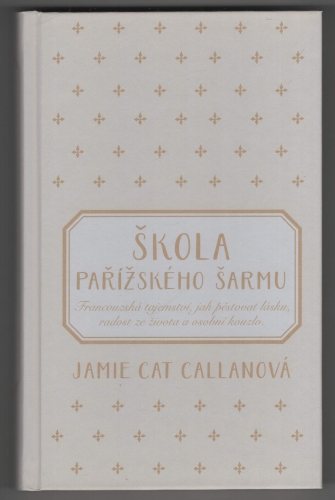 ŠKOLA
PAŘÍŽSKÉHO ŠARMU
Francouzská tajemství, jak pěstovat lásku,
radost ze života a osobní kouzlo.
JAMIE CAT CALLANOVÁ